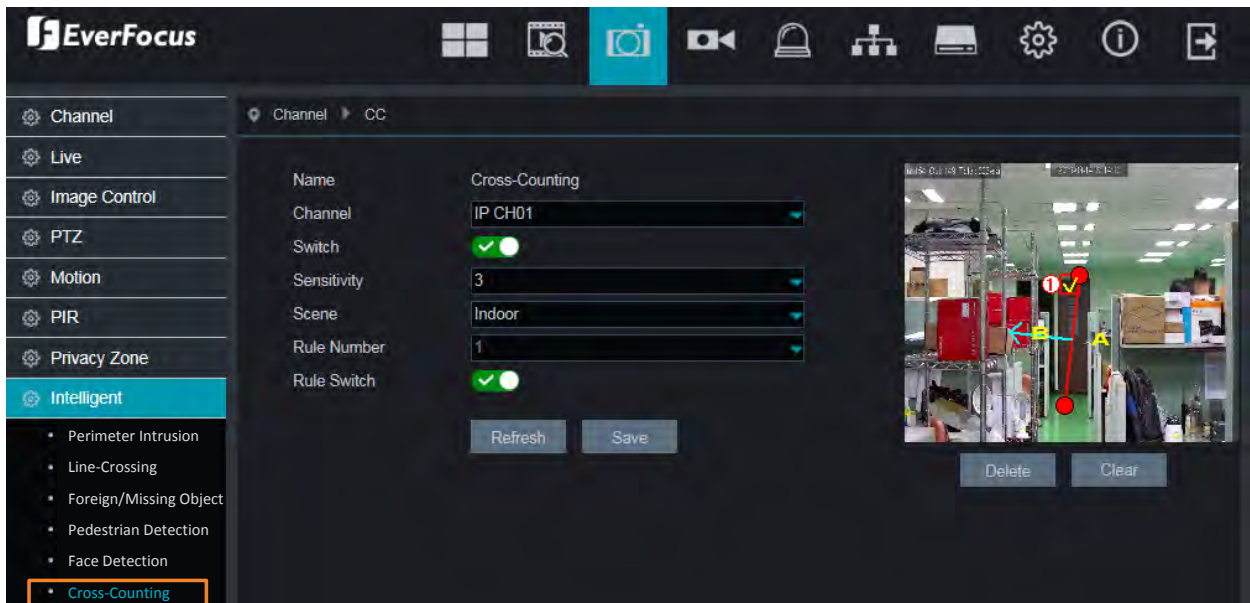 EverFocus
Channel
Live
Image Control
PTZ
Motion
PIR
Privacy Zone
Intelligent
Perimeter Intrusion
Line-Crossing
Foreign/Missing Object
Pedestrian Detection
Face Detection
Cross-Counting
Channel CC
Name Cross-Counting
Channel IP CH01
Switch
Sensitivity 3
Scene Indoor
Rule Number 1
Rule Switch
Refresh Save
1
B A
Delete Clear